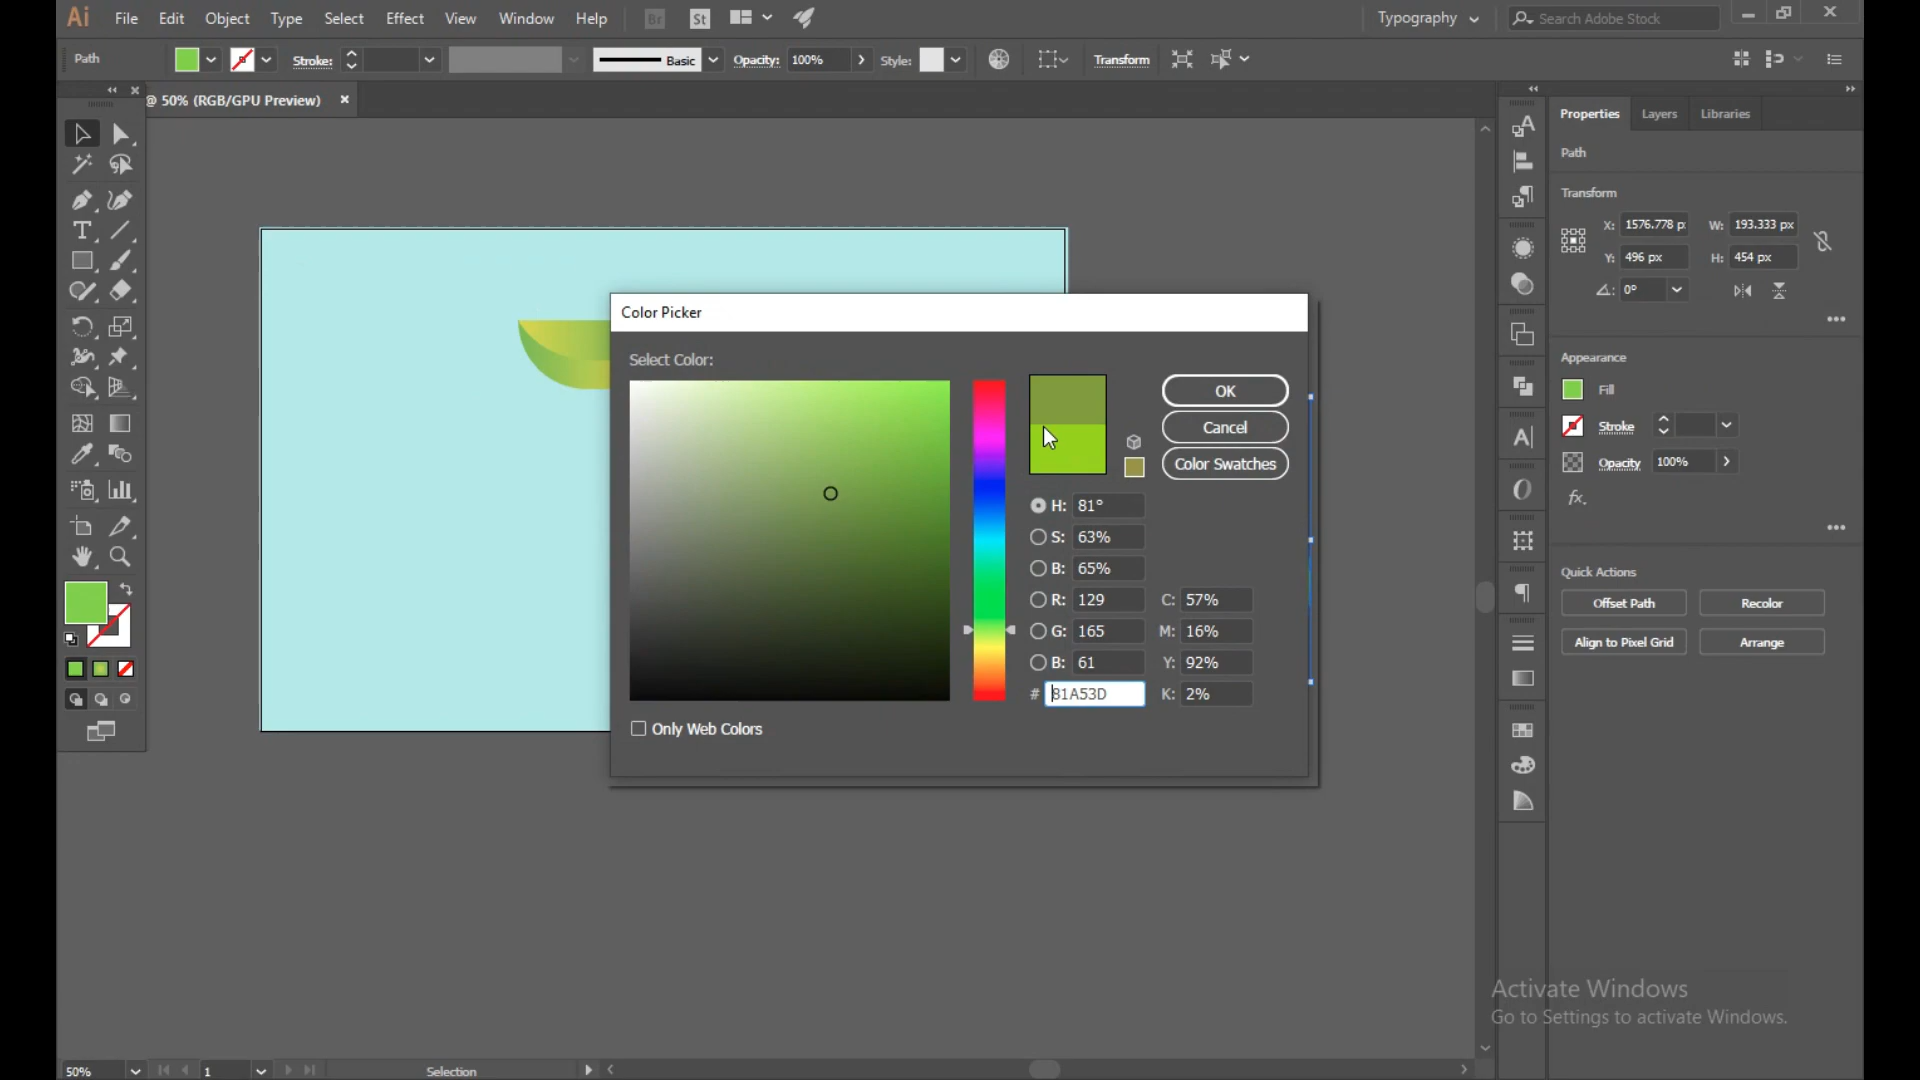 Ai File Edit Object Type Select Effect View Window Help Br St Typography Search Adobe Stock
Path Stroke: Basic Opacity: 100% Style: Transform
@ 50% (RGB/GPU Preview)
Properties Layers Libraries
Path
Transform
X: 1576.778 p W: 193.333 px
Y: 496 px H: 454 px
0°
Appearance
Fill
Stroke
Opacity 100%
fx.
Quick Actions
Offset Path Recolor
Align to Pixel Grid Arrange
Color Picker
Select Color:
OK
Cancel
Color Swatches
H: 81°
S: 63%
B: 65%
R: 129 C: 57%
G: 165 M: 16%
B: 61 Y: 92%
# 81A53D K: 2%
Only Web Colors
Activate Windows
Go to Settings to activate Windows.
50% 1 Selection